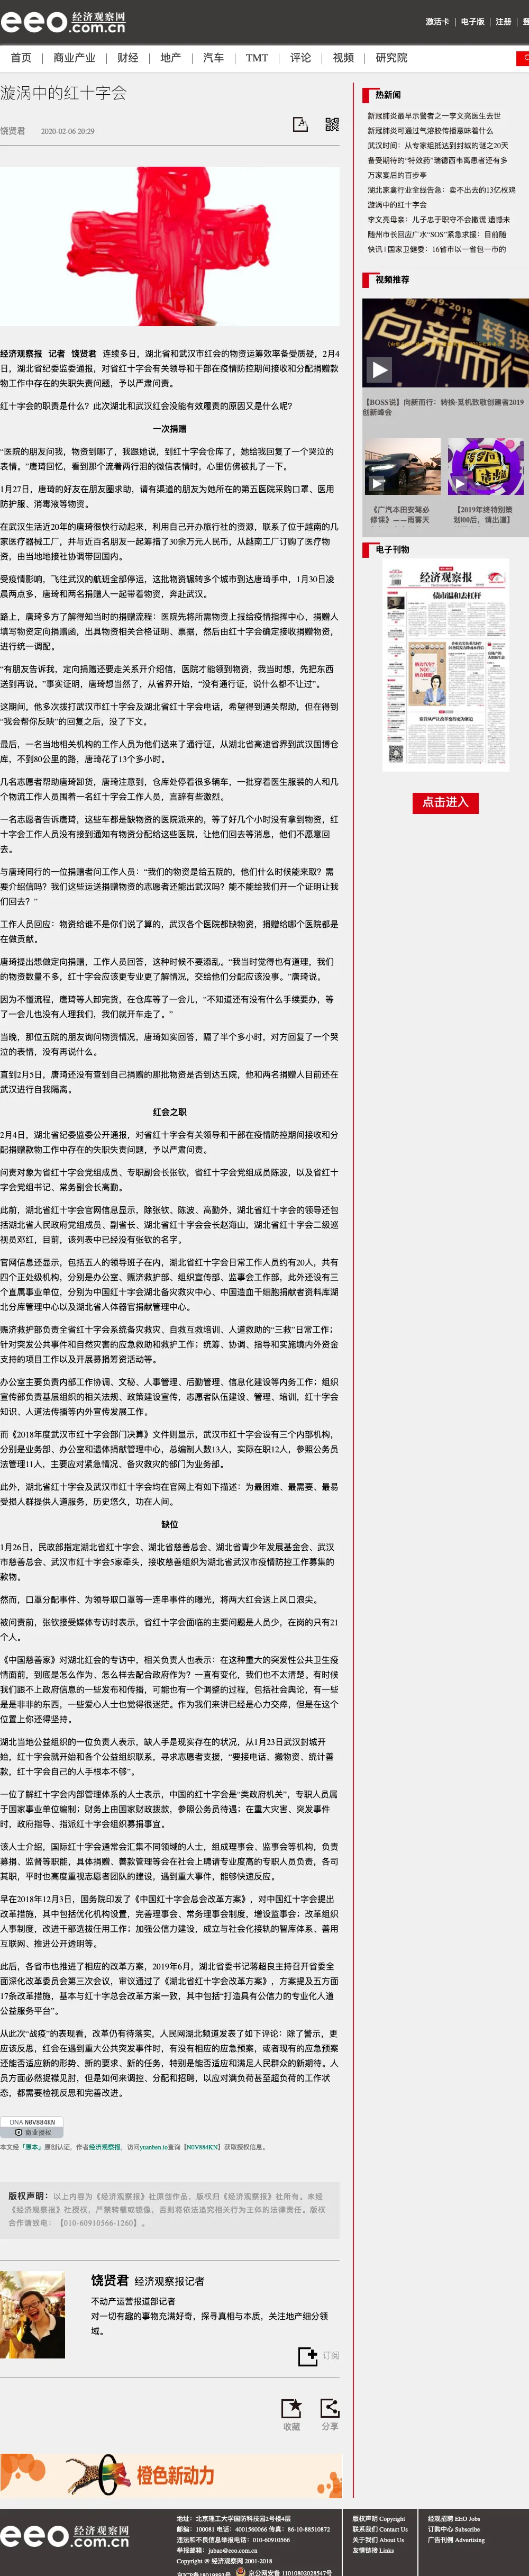 eeo 经济观察网
.com.cn
激活卡 | 电子版 | 注册 |
首页 | 商业产业 | 财经 | 地产 | 汽车 | TMT | 评论 | 视频 | 研究院
漩涡中的红十字会
饶贤君 2020-02-06 20:29
经济观察报 记者 饶贤君 连续多日，湖北省和武汉市红会的物资运筹效率备受质疑，2月4
日，湖北省纪委监委通报，对省红十字会有关领导和干部在疫情防控期间接收和分配捐赠款
物工作中存在的失职失责问题，予以严肃问责。
红十字会的职责是什么？此次湖北和武汉红会没能有效履责的原因又是什么呢？
一次捐赠
“医院的朋友问我，物资到哪了，我跟她说，到红十字会仓库了，她给我回复了一个哭泣的
表情。”唐琦回忆，看到那个流着两行泪的微信表情时，心里仿佛被扎了一下。
1月27日，唐琦的好友在朋友圈求助，请有渠道的朋友为她所在的第五医院采购口罩、医用
防护服、消毒液等物资。
在武汉生活近20年的唐琦很快行动起来，利用自己开办旅行社的资源，联系了位于越南的几
家医疗器械工厂，并与近百名朋友一起筹措了30余万元人民币，从越南工厂订购了医疗物
资，由当地地接社协调带回国内。
受疫情影响，飞往武汉的航班全部停运，这批物资辗转多个城市到达唐琦手中，1月30日凌
晨两点多，唐琦和两名捐赠人一起带着物资，奔赴武汉。
路上，唐琦多方了解得知当时的捐赠流程：医院先将所需物资上报给疫情指挥中心，捐赠人
填写物资定向捐赠函，出具物资相关合格证明、票据，然后由红十字会确定接收捐赠物资，
进行统一调配。
“有朋友告诉我，定向捐赠还要走关系开介绍信，医院才能领到物资，我当时想，先把东西
送到再说。”事实证明，唐琦想当然了，从省界开始，“没有通行证，说什么都不让过”。
这期间，他多次拨打武汉市红十字会及湖北省红十字会电话，希望得到通关帮助，但在得到
“我会帮你反映”的回复之后，没了下文。
最后，一名当地相关机构的工作人员为他们送来了通行证，从湖北省高速省界到武汉国博仓
库，不到80公里的路，唐琦花了13个多小时。
几名志愿者帮助唐琦卸货，唐琦注意到，仓库处停着很多辆车，一批穿着医生服装的人和几
个物流工作人员围着一名红十字会工作人员，言辞有些激烈。
一名志愿者告诉唐琦，这些车都是缺物资的医院派来的，等了好几个小时没有拿到物资，红
十字会工作人员没有接到通知有物资分配给这些医院，让他们回去等消息，他们不愿意回
去。
与唐琦同行的一位捐赠者问工作人员：“我们的物资是给五院的，他们什么时候能来取？需
要介绍信吗？我们这些运送捐赠物资的志愿者还能出武汉吗？能不能给我们开一个证明让我
们回去？”
工作人员回应：物资给谁不是你们说了算的，武汉各个医院都缺物资，捐赠给哪个医院都是
在做贡献。
唐琦提出想做定向捐赠，工作人员回答，这种时候不要添乱。“我当时觉得也有道理，我们
的物资数量不多，红十字会应该更专业更了解情况，交给他们分配应该没事。”唐琦说。
因为不懂流程，唐琦等人卸完货，在仓库等了一会儿，“不知道还有没有什么手续要办，等
了一会儿也没有人理我们，我们就开车走了。”
当晚，那位五院的朋友询问物资情况，唐琦如实回答，隔了半个多小时，对方回复了一个哭
泣的表情，没有再说什么。
直到2月5日，唐琦还没有查到自己捐赠的那批物资是否到达五院，他和两名捐赠人目前还在
武汉进行自我隔离。
红会之职
2月4日，湖北省纪委监委公开通报，对省红十字会有关领导和干部在疫情防控期间接收和分
配捐赠款物工作中存在的失职失责问题，予以严肃问责。
问责对象为省红十字会党组成员、专职副会长张钦，省红十字会党组成员陈波，以及省红十
字会党组书记、常务副会长高勤。
此前，湖北省红十字会官网信息显示，除张钦、陈波、高勤外，湖北省红十字会的领导还包
括湖北省人民政府党组成员、副省长、湖北省红十字会会长赵海山，湖北省红十字会二级巡
视员邓红，目前，该列表中已经没有张钦的名字。
官网信息还显示，包括五人的领导班子在内，湖北省红十字会日常工作人员约有20人，共有
四个正处级机构，分别是办公室、赈济救护部、组织宣传部、监事会工作部，此外还设有三
个直属事业单位，分别为中国红十字会湖北备灾救灾中心、中国造血干细胞捐献者资料库湖
北分库管理中心以及湖北省人体器官捐献管理中心。
赈济救护部负责全省红十字会系统备灾救灾、自救互救培训、人道救助的“三救”日常工作；
针对突发公共事件和自然灾害的应急救助和救护工作；统筹、协调、指导和实施境内外资金
支持的项目工作以及开展募捐筹资活动等。
办公室主要负责内部工作协调、文秘、人事管理、后勤管理、信息化建设等内务工作；组织
宣传部负责基层组织的相关法规、政策建设宣传，志愿者队伍建设、管理、培训，红十字会
知识、人道法传播等内外宣传发展工作。
而《2018年度武汉市红十字会部门决算》文件则显示，武汉市红十字会设有三个内部机构，
分别是业务部、办公室和遗体捐献管理中心，总编制人数13人，实际在职12人，参照公务员
法管理11人，主要应对紧急情况、备灾救灾的部门为业务部。
此外，湖北省红十字会及武汉市红十字会均在官网上有如下描述：为最困难、最需要、最易
受损人群提供人道服务，历史悠久，功在人间。
缺位
1月26日，民政部指定湖北省红十字会、湖北省慈善总会、湖北省青少年发展基金会、武汉
市慈善总会、武汉市红十字会5家牵头，接收慈善组织为湖北省武汉市疫情防控工作募集的
款物。
然而，口罩分配事件、为领导取口罩等一连串事件的曝光，将两大红会送上风口浪尖。
被问责前，张钦接受媒体专访时表示，省红十字会面临的主要问题是人员少，在岗的只有21
个人。
《中国慈善家》对湖北红会的专访中，相关负责人也表示：在这种重大的突发性公共卫生疫
情面前，到底是怎么作为、怎么样去配合政府作为？一直有变化，我们也不太清楚。有时候
我们跟不上政府信息的一些发布和传播，可能也有一个调整的过程，包括社会舆论，有一些
是是非非的东西，一些爱心人士也觉得很迷茫。作为我们来讲已经是心力交瘁，但是在这个
位置上你还得坚持。
湖北当地公益组织的一位负责人表示，缺人手是现实存在的状况，从1月23日武汉封城开
始，红十字会就开始和各个公益组织联系，寻求志愿者支援，“要接电话、搬物资、统计善
款，红十字会自己的人手根本不够”。
一位了解红十字会内部管理体系的人士表示，中国的红十字会是“类政府机关”，专职人员属
于国家事业单位编制；财务上由国家财政拨款，参照公务员待遇；在重大灾害、突发事件
时，政府指导、指派红十字会组织募捐事宜。
该人士介绍，国际红十字会通常会汇集不同领域的人士，组成理事会、监事会等机构，负责
募捐、监督等职能，具体捐赠、善款管理等会在社会上聘请专业度高的专职人员负责，各司
其职，平时也高度重视志愿者团队的建设，遇到重大事件，能够快速反应。
早在2018年12月3日，国务院印发了《中国红十字会总会改革方案》，对中国红十字会提出
改革措施，其中包括优化机构设置，完善理事会、常务理事会制度，增设监事会；改革组织
人事制度，改进干部选拔任用工作；加强公信力建设，成立与社会化接轨的智库体系、善用
互联网、推进公开透明等。
此后，各省市也推进了相应的改革方案，2019年6月，湖北省委书记蒋超良主持召开省委全
面深化改革委员会第三次会议，审议通过了《湖北省红十字会改革方案》，方案提及五方面
17条改革措施，基本与红十字总会改革方案一致，其中包括“打造具有公信力的专业化人道
公益服务平台”。
从此次“战疫”的表现看，改革仍有待落实，人民网湖北频道发表了如下评论：除了警示，更
应该反思，红会在遇到重大公共突发事件时，有没有相应的应急预案，或者现有的应急预案
还能否适应新的形势、新的要求、新的任务，特别是能否适应和满足人民群众的新期待。人
员方面必然捉襟见肘，但是如何来调控、分配和招聘，以应对满负荷甚至超负荷的工作状
态，都需要检视反思和完善改进。
DNA N0V884KN
商业授权
本文经「原本」原创认证，作者经济观察报，访问yuanben.io查询【N0V884KN】获取授权信息。
版权声明：以上内容为《经济观察报》社原创作品，版权归《经济观察报》社所有。未经
《经济观察报》社授权，严禁转载或镜像，否则将依法追究相关行为主体的法律责任。版权
合作请致电：【010-60910566-1260】。
饶贤君 经济观察报记者
不动产运营报道部记者
对一切有趣的事物充满好奇，探寻真相与本质，关注地产细分领
域。
订阅
收藏 分享
橙色新动力
热新闻
新冠肺炎最早示警者之一李文亮医生去世
新冠肺炎可通过气溶胶传播意味着什么
武汉时间：从专家组抵达到封城的谜之20天
备受期待的“特效药”瑞德西韦离患者还有多
万家宴后的百步亭
湖北家禽行业全线告急：卖不出去的13亿枚鸡
漩涡中的红十字会
李文亮母亲：儿子忠于职守不会撒谎 遗憾未
随州市长回应广水“SOS”紧急求援：目前随
快讯 | 国家卫健委：16省市以一省包一市的
视频推荐
【BOSS说】向新而行：转换·觅机致敬创建者2019
创新峰会
《广汽本田安驾必
修课》——雨雾天
【2019年终特别策
划|00后，请出道】
电子刊物
经济观察报
债市温和去杠杆
点击进入
eeo 经济观察网
.com.cn
地址：北京理工大学国防科技园2号楼4层
邮编：100081 电话：4001560066 传真：86-10-88510872
违法和不良信息举报电话：010-60910566
举报邮箱：jubao@eeo.com.cn
Copyright @ 经济观察网 2001-2018
京公网安备 11010802028547号
版权声明 Copyright
联系我们 Contact Us
关于我们 About Us
友情链接 Links
经观招聘 EEO Jobs
订购中心 Subscribe
广告刊例 Advertising